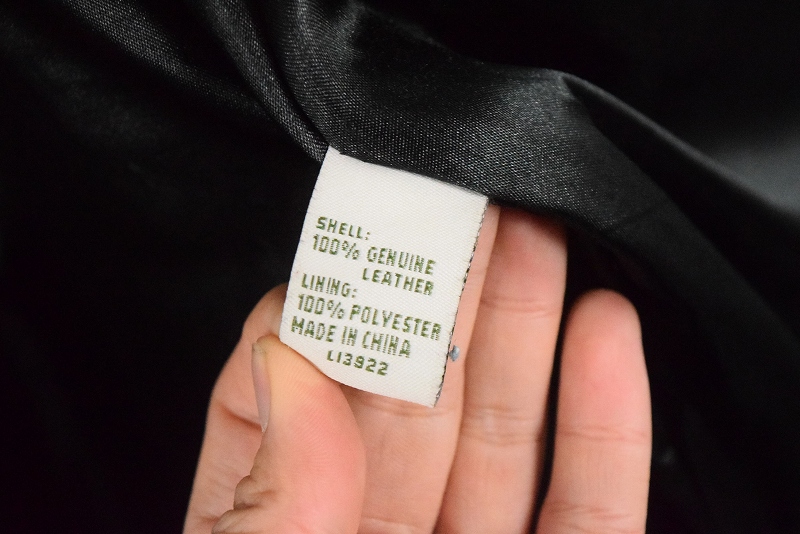 SHELL:
100% GENUINE
LEATHER
LINING:
100% POLYESTER
MADE IN CHINA
L13922